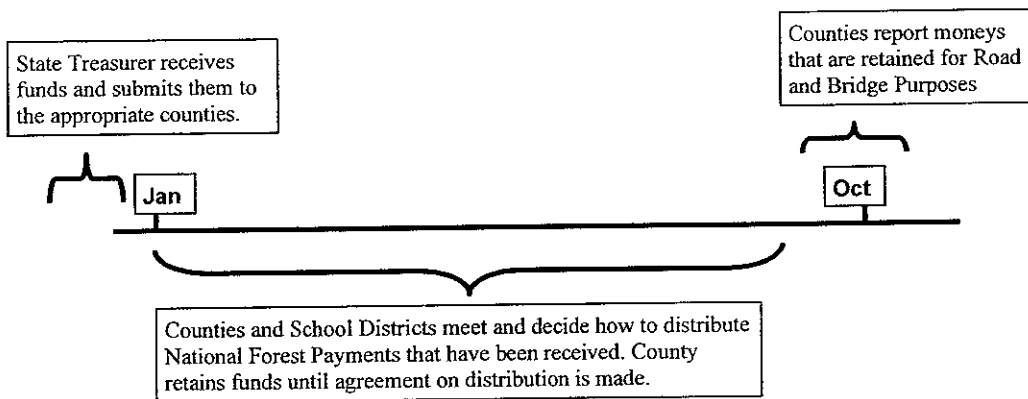 State Treasurer receives
funds and submits them to
the appropriate counties.
Counties report moneys
that are retained for Road
and Bridge Purposes
Jan
Oct
Counties and School Districts meet and decide how to distribute
National Forest Payments that have been received. County
retains funds until agreement on distribution is made.